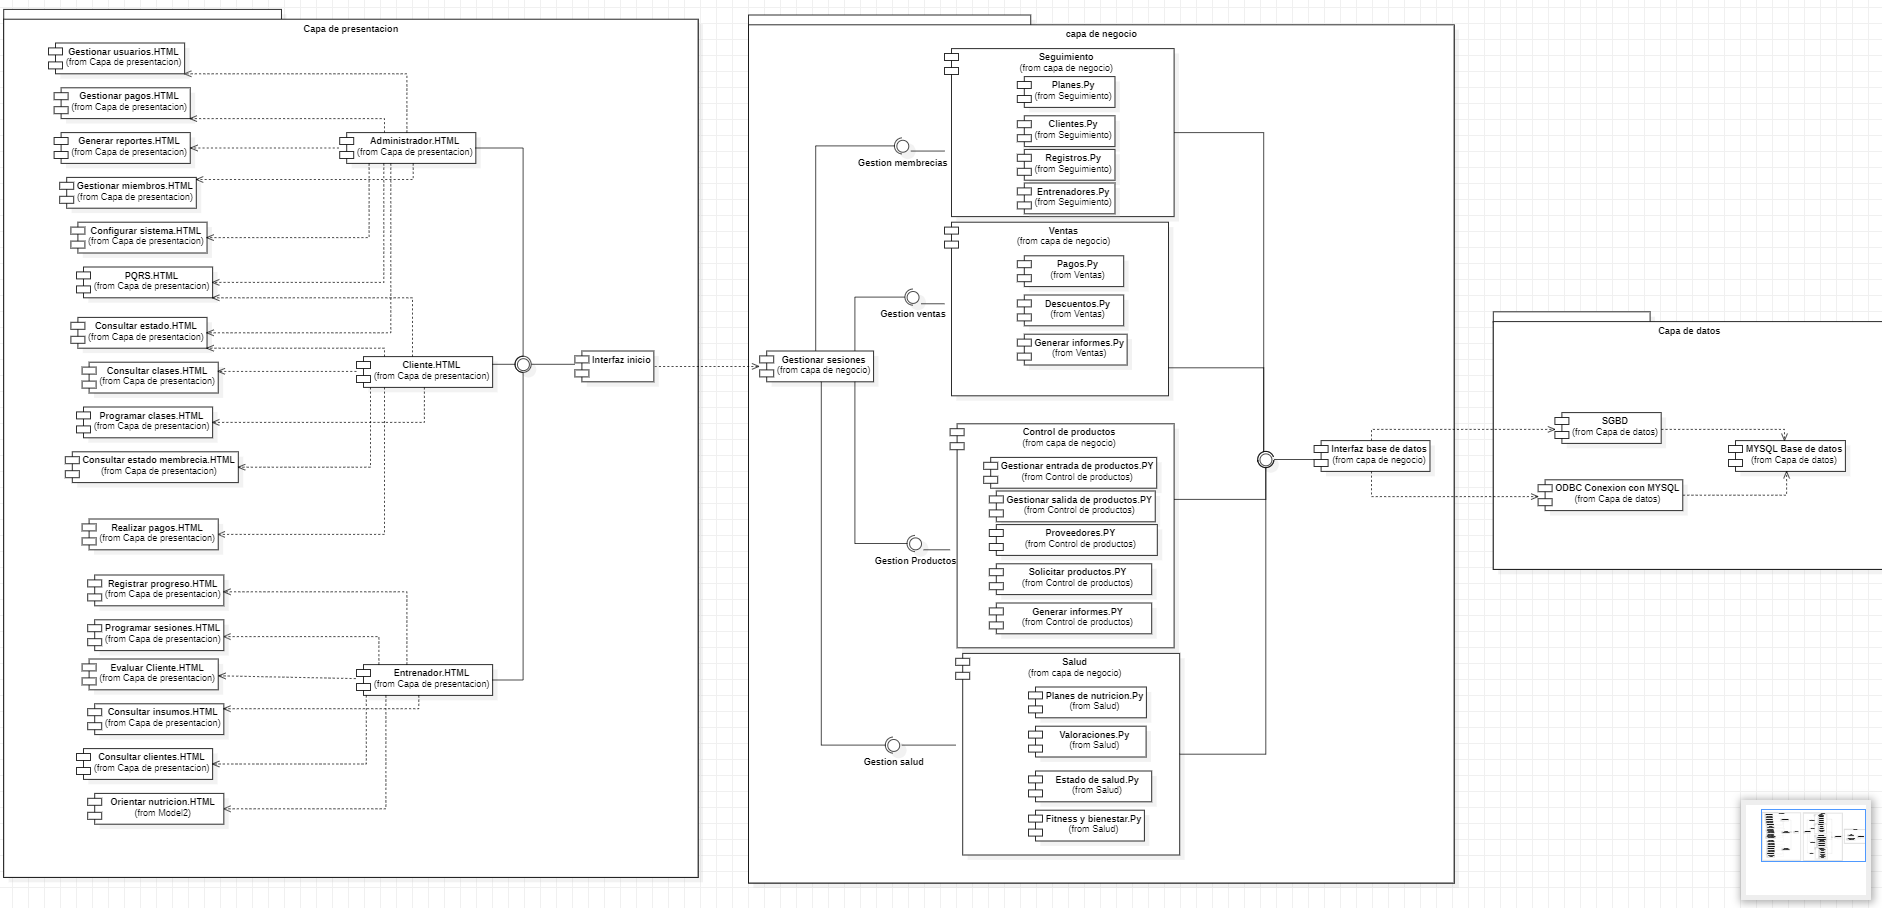 Capa de presentacion
Gestionar usuarios.HTML
(from Capa de presentacion)
Gestionar pagos.HTML
(from Capa de presentacion)
Generar reportes.HTML
(from Capa de presentacion)
Gestionar miembros.HTML
(from Capa de presentacion)
Configurar sistema.HTML
(from Capa de presentacion)
PQRS.HTML
(from Capa de presentacion)
Consultar estado.HTML
(from Capa de presentacion)
Consultar clases.HTML
(from Capa de presentacion)
Programar clases.HTML
(from Capa de presentacion)
Consultar estado membrecia.HTML
(from Capa de presentacion)
Realizar pagos.HTML
(from Capa de presentacion)
Registrar progreso.HTML
(from Capa de presentacion)
Programar sesiones.HTML
(from Capa de presentacion)
Evaluar Cliente.HTML
(from Capa de presentacion)
Consultar insumos.HTML
(from Capa de presentacion)
Consultar clientes.HTML
(from Capa de presentacion)
Orientar nutricion.HTML
(from Model2)
Administrador.HTML
(from Capa de presentacion)
Cliente.HTML
(from Capa de presentacion)
Entrenador.HTML
(from Capa de presentacion)
Interfaz inicio
capa de negocio
Gestionar sesiones
(from capa de negocio)
Gestion membrecias
Gestion ventas
Gestion Productos
Gestion salud
Seguimiento
(from capa de negocio)
Planes.Py
(from Seguimiento)
Clientes.Py
(from Seguimiento)
Registros.Py
(from Seguimiento)
Entrenadores.Py
(from Seguimiento)
Ventas
(from capa de negocio)
Pagos.Py
(from Ventas)
Descuentos.Py
(from Ventas)
Generar informes.Py
(from Ventas)
Control de productos
(from capa de negocio)
Gestionar entrada de productos.PY
(from Control de productos)
Gestionar salida de productos.PY
(from Control de productos)
Proveedores.PY
(from Control de productos)
Solicitar productos.PY
(from Control de productos)
Generar informes.PY
(from Control de productos)
Salud
(from capa de negocio)
Planes de nutricion.Py
(from Salud)
Valoraciones.Py
(from Salud)
Estado de salud.Py
(from Salud)
Fitness y bienestar.Py
(from Salud)
Interfaz base de datos
(from capa de negocio)
Capa de datos
SGBD
(from Capa de datos)
MYSQL Base de datos
(from Capa de datos)
ODBC Conexion con MYSQL
(from Capa de datos)